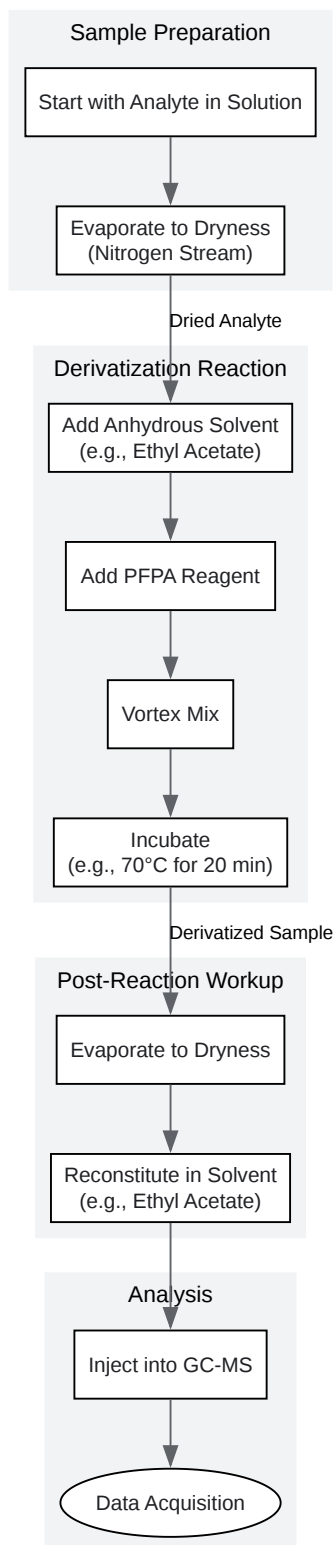 Sample Preparation
Start with Analyte in Solution
Evaporate to Dryness
(Nitrogen Stream)
Dried Analyte
Derivatization Reaction
Add Anhydrous Solvent
(e.g., Ethyl Acetate)
Add PFPA Reagent
Vortex Mix
Incubate
(e.g., 70°C for 20 min)
Derivatized Sample
Post-Reaction Workup
Evaporate to Dryness
Reconstitute in Solvent
(e.g., Ethyl Acetate)
Analysis
Inject into GC-MS
Data Acquisition